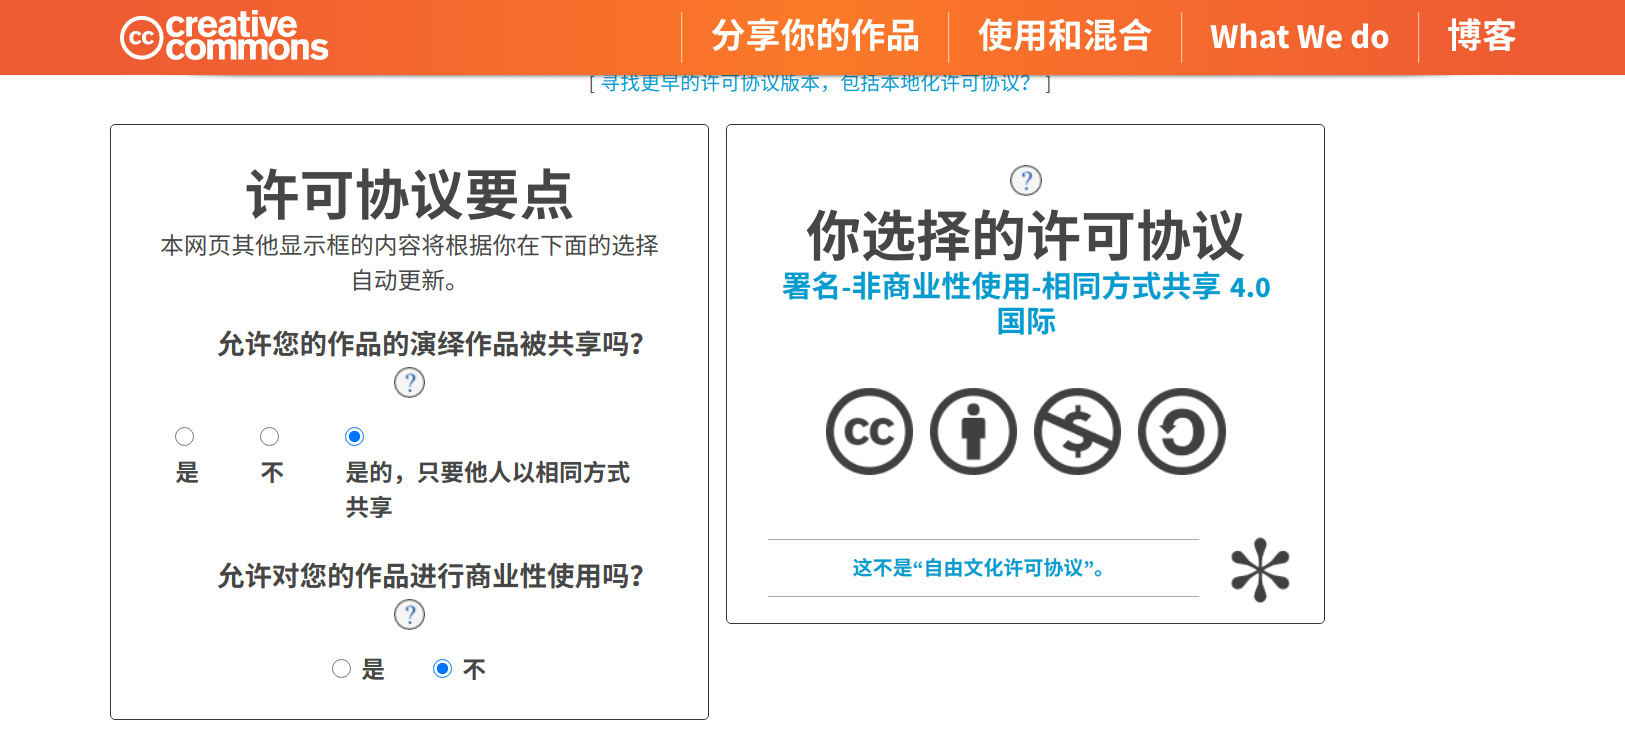 creative commons
分享你的作品
使用和混合
What We do
博客
[ 寻找更早的许可协议版本，包括本地化许可协议？ ]
许可协议要点
本网页其他显示框的内容将根据你在下面的选择
自动更新。
允许您的作品的演绎作品被共享吗？
?
是
不
是的，只要他人以相同方式
共享
允许对您的作品进行商业性使用吗？
?
是
不
?
你选择的许可协议
署名-非商业性使用-相同方式共享 4.0
国际
cc
这不是“自由文化许可协议”。